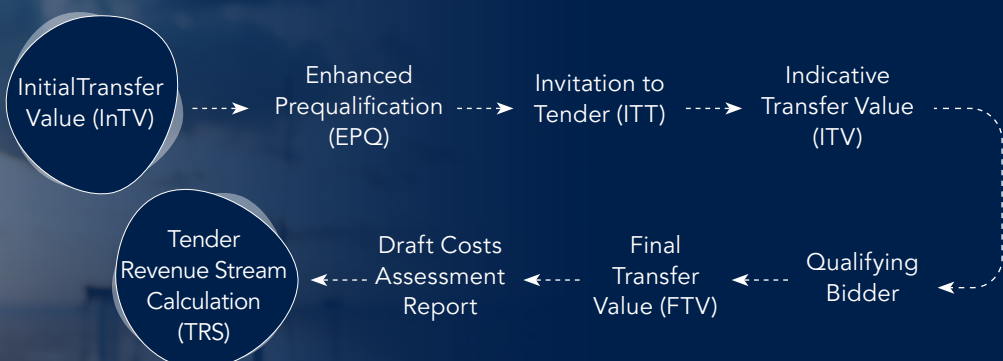 InitialTransfer
Value (InTV)
Enhanced
Prequalification
(EPQ)
Invitation to
Tender (ITT)
Indicative
Transfer Value
(ITV)
Qualifying
Bidder
Final
Transfer
Value (FTV)
Draft Costs
Assessment
Report
Tender
Revenue Stream
Calculation
(TRS)